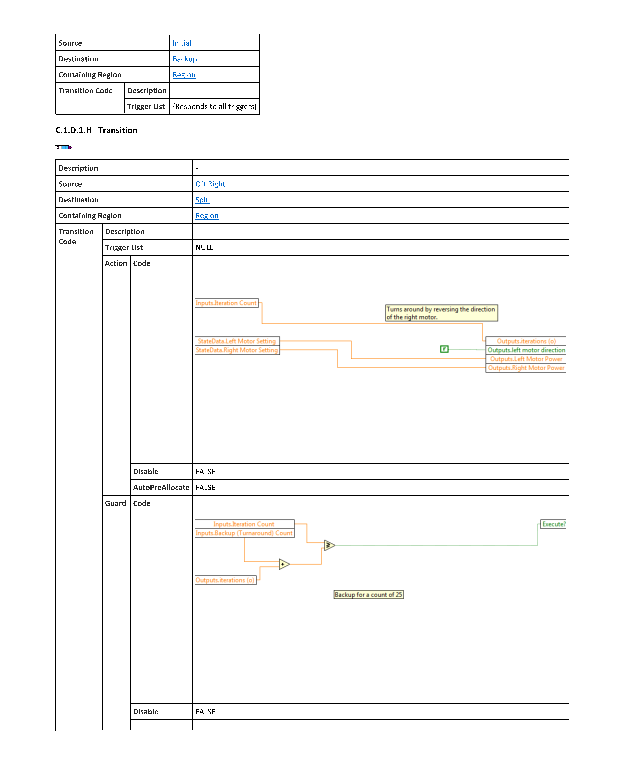 Source Initial
Destination Backup
Containing Region Region
Transition Code Description
Trigger List (Responds to all triggers)
C.1.D.1.H Transition
Description -
Source
Destination Split
Containing Region Region
Transition Code Description
Trigger List NULL
Action Code
Inputs.Iteration Count
Turns around by reversing the direction
of the right motor.
StateData.Left Motor Setting
StateData.Right Motor Setting
F
Outputs.iterations (o)
Outputs.left motor direction
Outputs.Left Motor Power
Outputs.Right Motor Power
Disable FALSE
AutoPreAllocate FALSE
Guard Code
Inputs.Iteration Count
Inputs.Backup (Turnaround) Count
Execute?
Outputs.iterations (o)
Backup for a count of 25
Disable FALSE